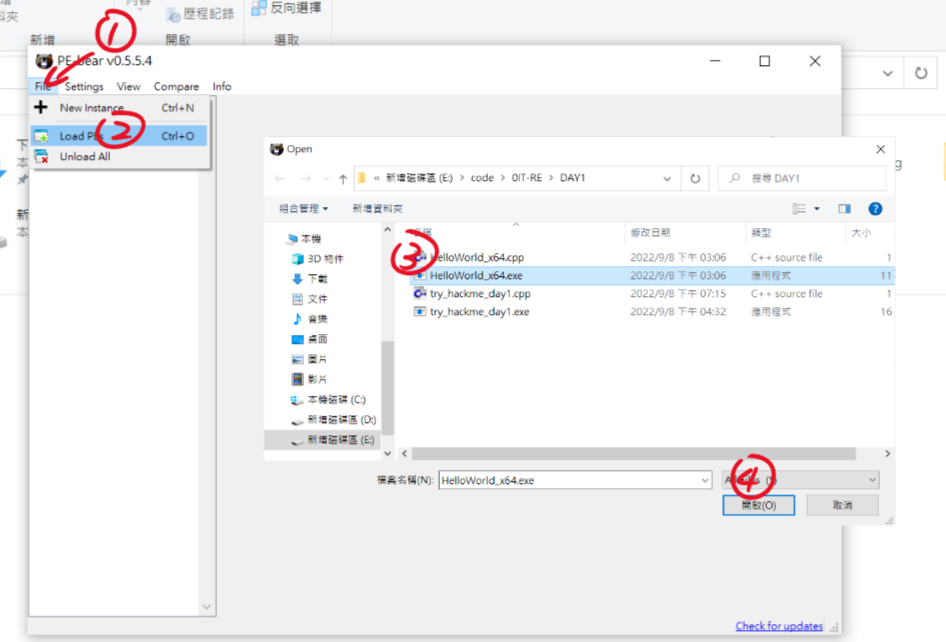 內容
歷程記錄
反向選擇
新增
開啟
選取
①
PE-bear v0.5.5.4
File Settings View Compare Info
New Instance Ctrl+N
Load PEs Ctrl+O
②
Unload All
Open
« 新增磁碟區 (E:) > code > 0IT-RE > DAY1
搜尋 DAY1
組合管理
新增資料夾
名稱 修改日期 類型 大小
③
HelloWorld_x64.cpp 2022/9/8 下午 03:06 C++ source file 1
HelloWorld_x64.exe 2022/9/8 下午 03:06 應用程式 11
try_hackme_day1.cpp 2022/9/8 下午 07:15 C++ source file 1
try_hackme_day1.exe 2022/9/8 下午 04:32 應用程式 16
本機
3D 物件
下載
文件
音樂
桌面
圖片
影片
本機磁碟 (C:)
新增磁碟區 (D:)
新增磁碟區 (E:)
檔案名稱(N): HelloWorld_x64.exe
④
開啟(O) 取消
Check for updates